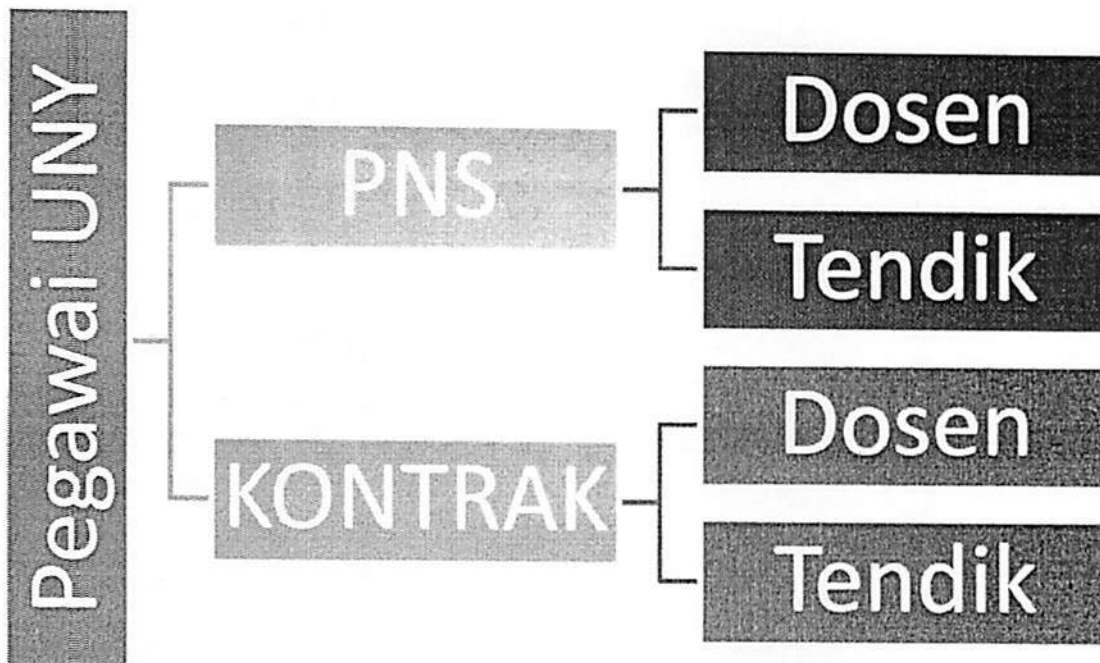 Pegawai UNY
PNS
Dosen
Tendik
KONTRAK
Dosen
Tendik